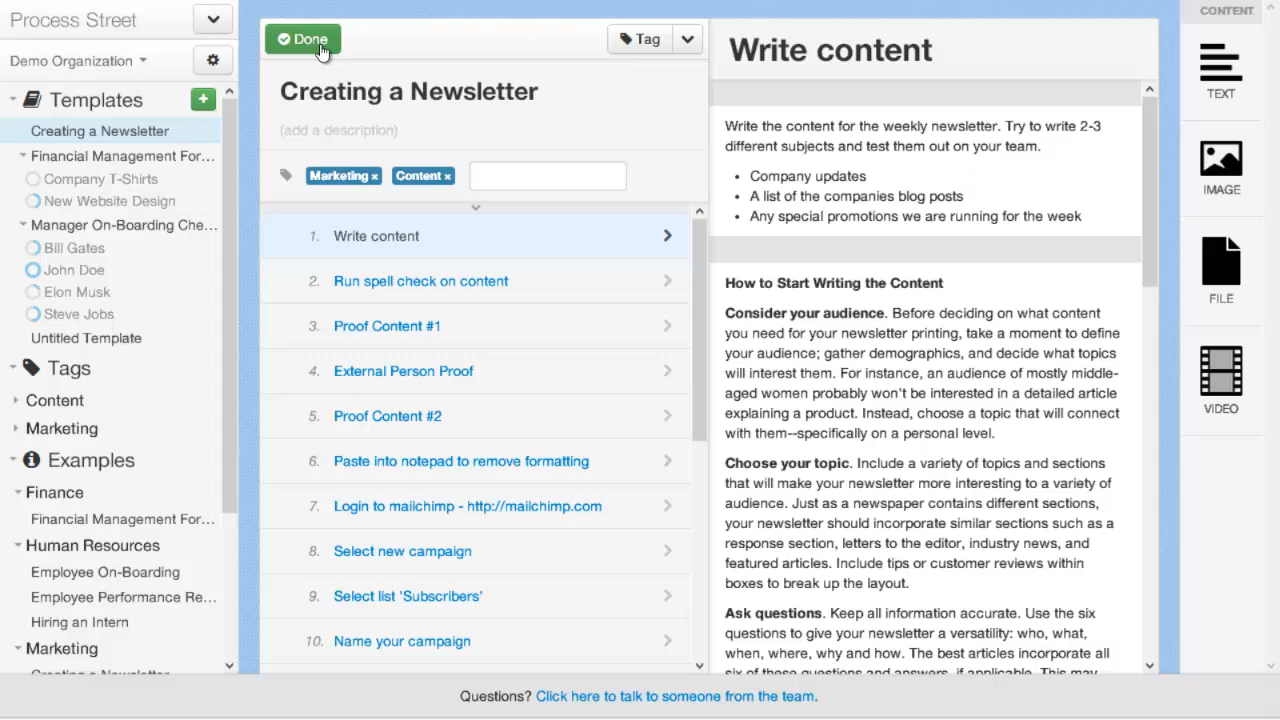 Process Street
Demo Organization
Templates
Creating a Newsletter
Financial Management For...
Company T-Shirts
New Website Design
Manager On-Boarding Che...
Bill Gates
John Doe
Elon Musk
Steve Jobs
Untitled Template
Tags
Content
Marketing
Examples
Finance
Financial Management For...
Human Resources
Employee On-Boarding
Employee Performance Re...
Hiring an Intern
Marketing
Creating a Newsletter
Done
Tag
Creating a Newsletter
(add a description)
Marketing × Content ×
1. Write content
2. Run spell check on content
3. Proof Content #1
4. External Person Proof
5. Proof Content #2
6. Paste into notepad to remove formatting
7. Login to mailchimp - http://mailchimp.com
8. Select new campaign
9. Select list 'Subscribers'
10. Name your campaign
Write content
Write the content for the weekly newsletter. Try to write 2-3
different subjects and test them out on your team.
• Company updates
• A list of the companies blog posts
• Any special promotions we are running for the week
How to Start Writing the Content
Consider your audience. Before deciding on what content
you need for your newsletter printing, take a moment to define
your audience; gather demographics, and decide what topics
will interest them. For instance, an audience of mostly middle-
aged women probably won't be interested in a detailed article
explaining a product. Instead, choose a topic that will connect
with them--specifically on a personal level.
Choose your topic. Include a variety of topics and sections
that will make your newsletter more interesting to a variety of
audience. Just as a newspaper contains different sections,
your newsletter should incorporate similar sections such as a
response section, letters to the editor, industry news, and
featured articles. Include tips or customer reviews within
boxes to break up the layout.
Ask questions. Keep all information accurate. Use the six
questions to give your newsletter a versatility: who, what,
when, where, why and how. The best articles incorporate all
six of these questions and answers, if applicable. This may
CONTENT
TEXT
IMAGE
FILE
VIDEO
Questions? Click here to talk to someone from the team.